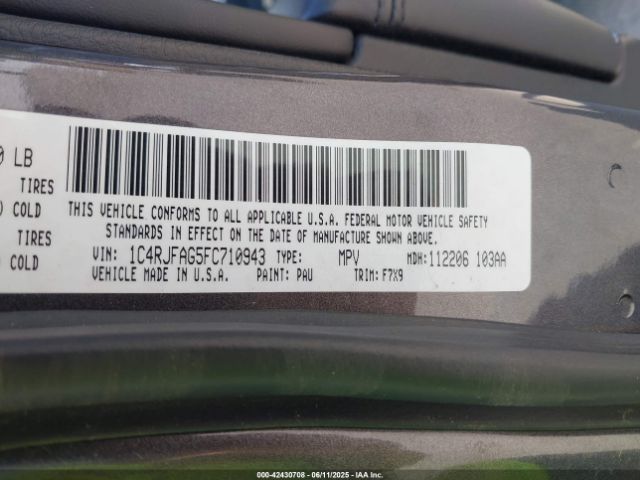 0 LB
TIRES
) COLD
TIRES
COLD
THIS VEHICLE CONFORMS TO ALL APPLICABLE U.S.A. FEDERAL MOTOR VEHICLE SAFETY
STANDARDS IN EFFECT ON THE DATE OF MANUFACTURE SHOWN ABOVE.
VIN: 1C4RJFAG5FC710943 TYPE: MPV MDH: 112206 103AA
VEHICLE MADE IN U.S.A. PAINT: PAU TRIM: F7X9
00-42430708 - 06/11/2025 - IAA Inc.